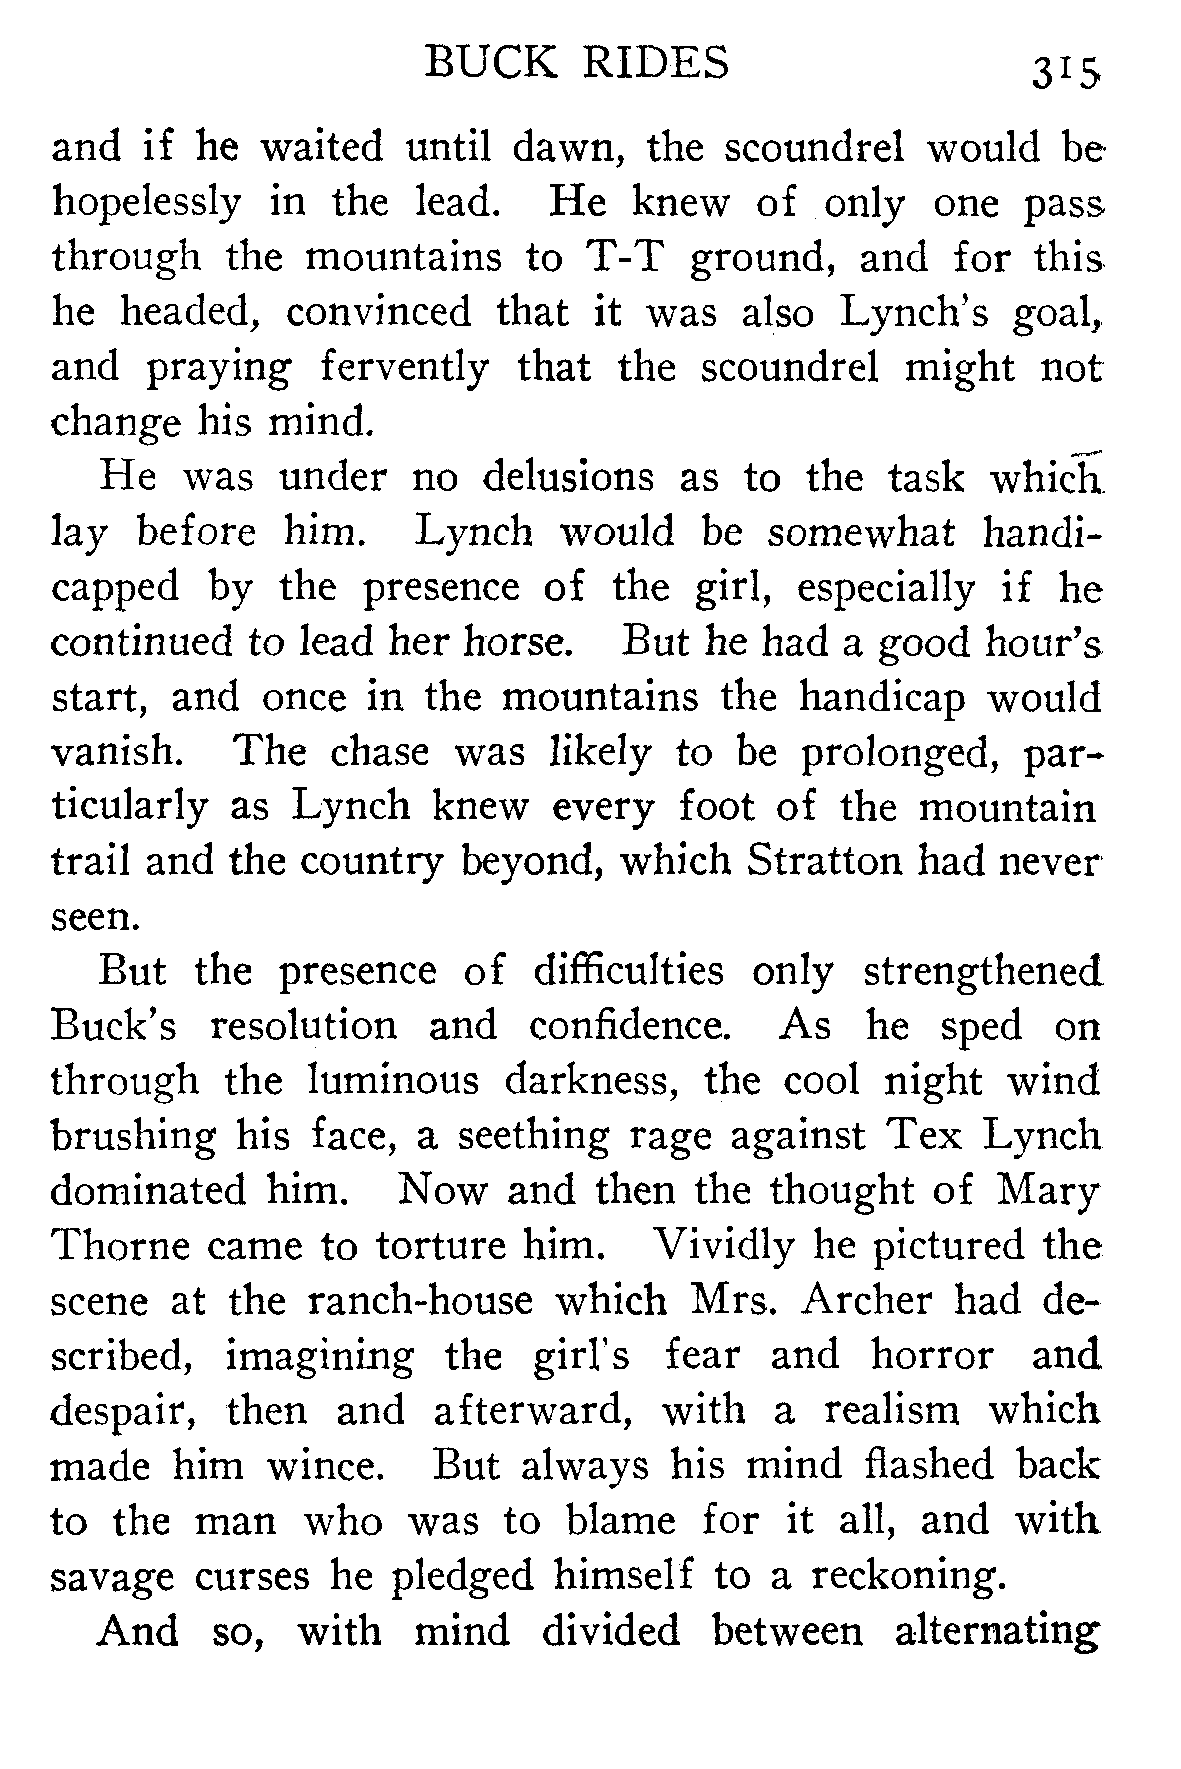 BUCK RIDES 315
and if he waited until dawn, the scoundrel would be
hopelessly in the lead. He knew of only one pass
through the mountains to T-T ground, and for this
he headed, convinced that it was also Lynch's goal,
and praying fervently that the scoundrel might not
change his mind.
He was under no delusions as to the task which
lay before him. Lynch would be somewhat handi-
capped by the presence of the girl, especially if he
continued to lead her horse. But he had a good hour's
start, and once in the mountains the handicap would
vanish. The chase was likely to be prolonged, par-
ticularly as Lynch knew every foot of the mountain
trail and the country beyond, which Stratton had never
seen.
But the presence of difficulties only strengthened
Buck's resolution and confidence. As he sped on
through the luminous darkness, the cool night wind
brushing his face, a seething rage against Tex Lynch
dominated him. Now and then the thought of Mary
Thorne came to torture him. Vividly he pictured the
scene at the ranch-house which Mrs. Archer had de-
scribed, imagining the girl's fear and horror and
despair, then and afterward, with a realism which
made him wince. But always his mind flashed back
to the man who was to blame for it all, and with
savage curses he pledged himself to a reckoning.
And so, with mind divided between alternating